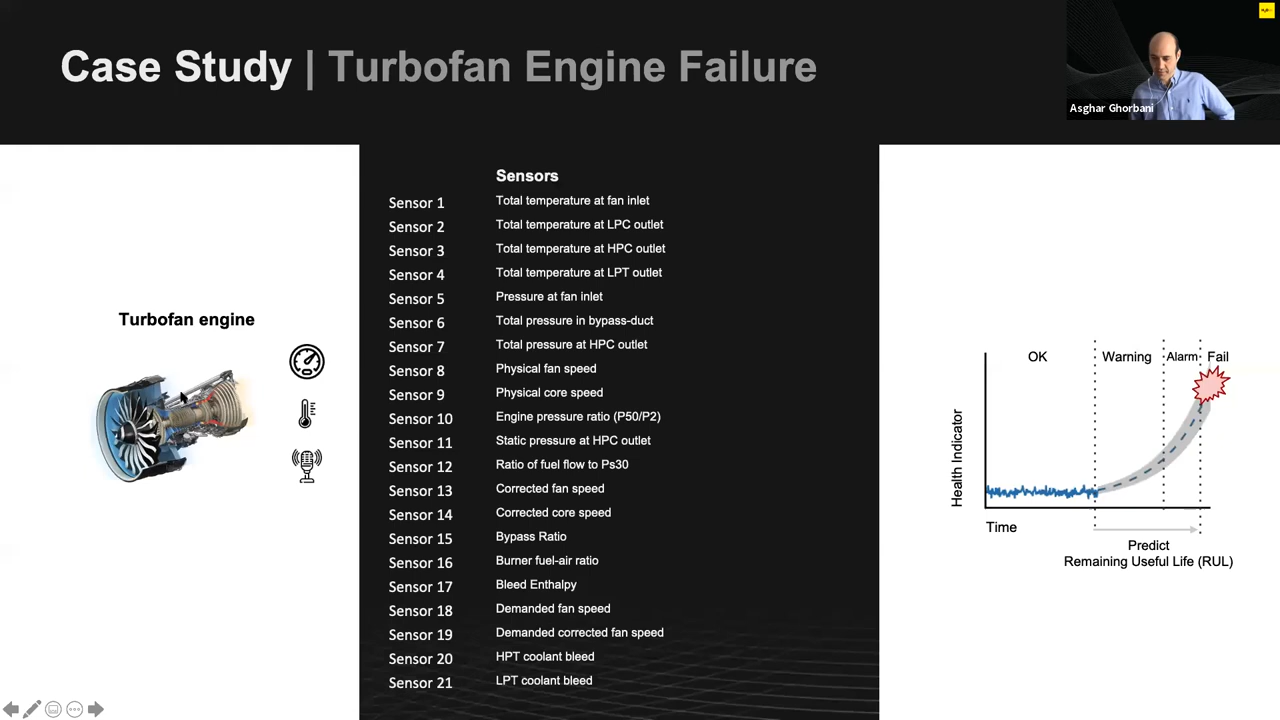 Case Study | Turbofan Engine Failure
Asghar Ghorbani
Turbofan engine
Sensors
Sensor 1 Total temperature at fan inlet
Sensor 2 Total temperature at LPC outlet
Sensor 3 Total temperature at HPC outlet
Sensor 4 Total temperature at LPT outlet
Sensor 5 Pressure at fan inlet
Sensor 6 Total pressure in bypass-duct
Sensor 7 Total pressure at HPC outlet
Sensor 8 Physical fan speed
Sensor 9 Physical core speed
Sensor 10 Engine pressure ratio (P50/P2)
Sensor 11 Static pressure at HPC outlet
Sensor 12 Ratio of fuel flow to Ps30
Sensor 13 Corrected fan speed
Sensor 14 Corrected core speed
Sensor 15 Bypass Ratio
Sensor 16 Burner fuel-air ratio
Sensor 17 Bleed Enthalpy
Sensor 18 Demanded fan speed
Sensor 19 Demanded corrected fan speed
Sensor 20 HPT coolant bleed
Sensor 21 LPT coolant bleed
OK Warning Alarm Fail
Health Indicator
Time
Predict
Remaining Useful Life (RUL)